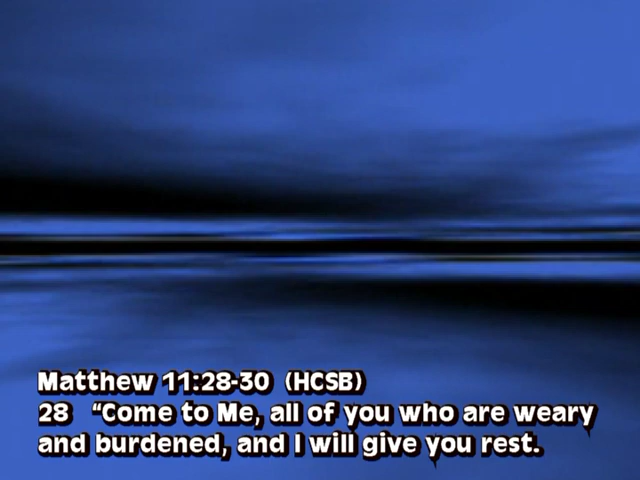 Matthew 11:28-30 (HCSB)
28 “Come to Me, all of you who are weary
and burdened, and I will give you rest.